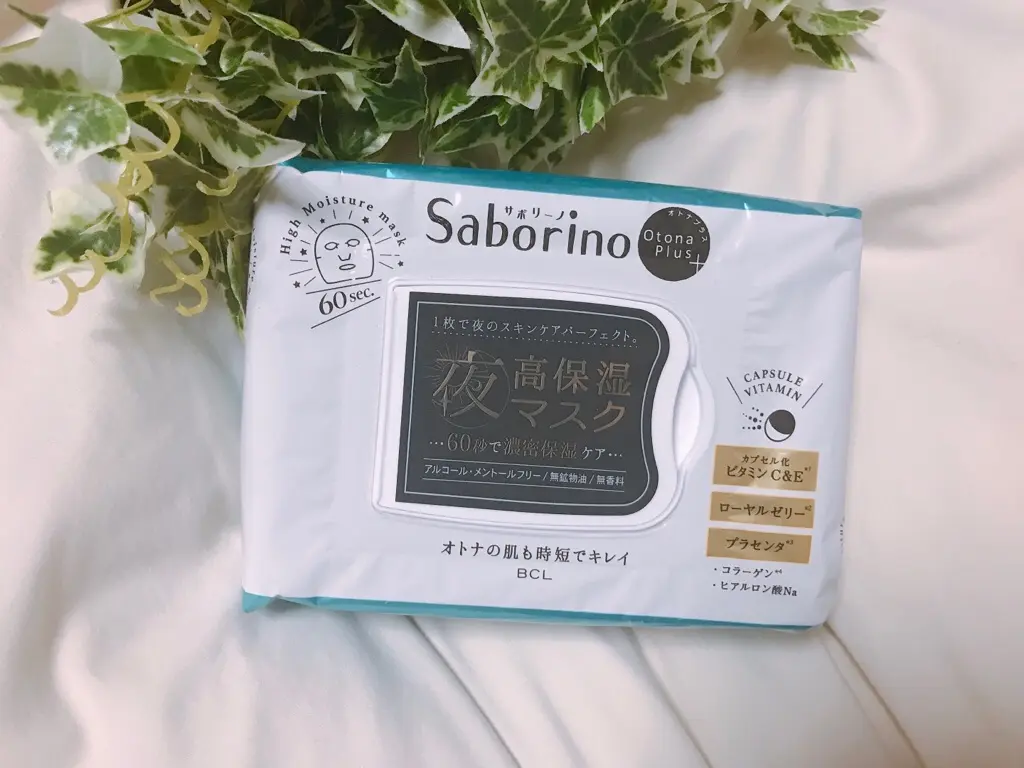 High Moisture mask
60 sec.
サボリーノ
Saborino
オトナプラス
Otona
Plus
1枚で夜のスキンケアパーフェクト。
夜 高保湿
マスク
…60秒で濃密保湿ケア…
アルコール・メントールフリー/無鉱物油/無香料
CAPSULE
VITAMIN
カプセル化
ビタミンC&E*1
ローヤルゼリー*2
プラセンタ*3
・コラーゲン*4
・ヒアルロン酸Na
オトナの肌も時短でキレイ
BCL